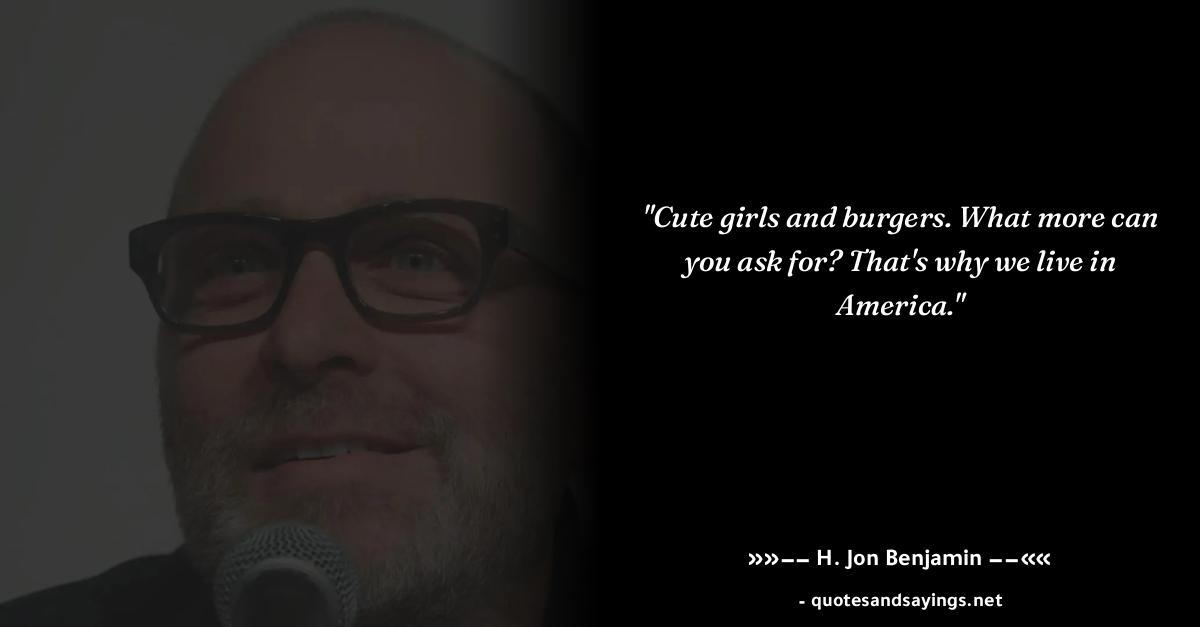 "Cute girls and burgers. What more can
you ask for? That's why we live in
America."
»»–– H. Jon Benjamin ––««
- quotesandsayings.net